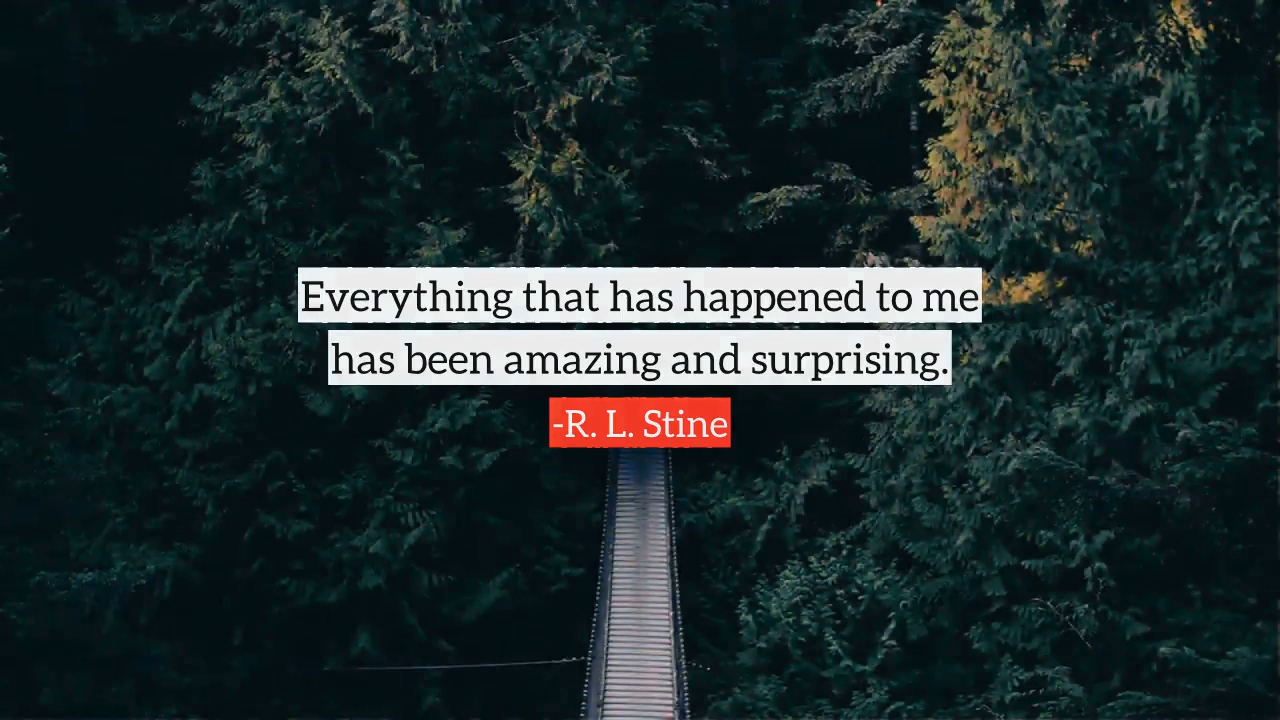 Everything that has happened to me
has been amazing and surprising.
-R. L. Stine